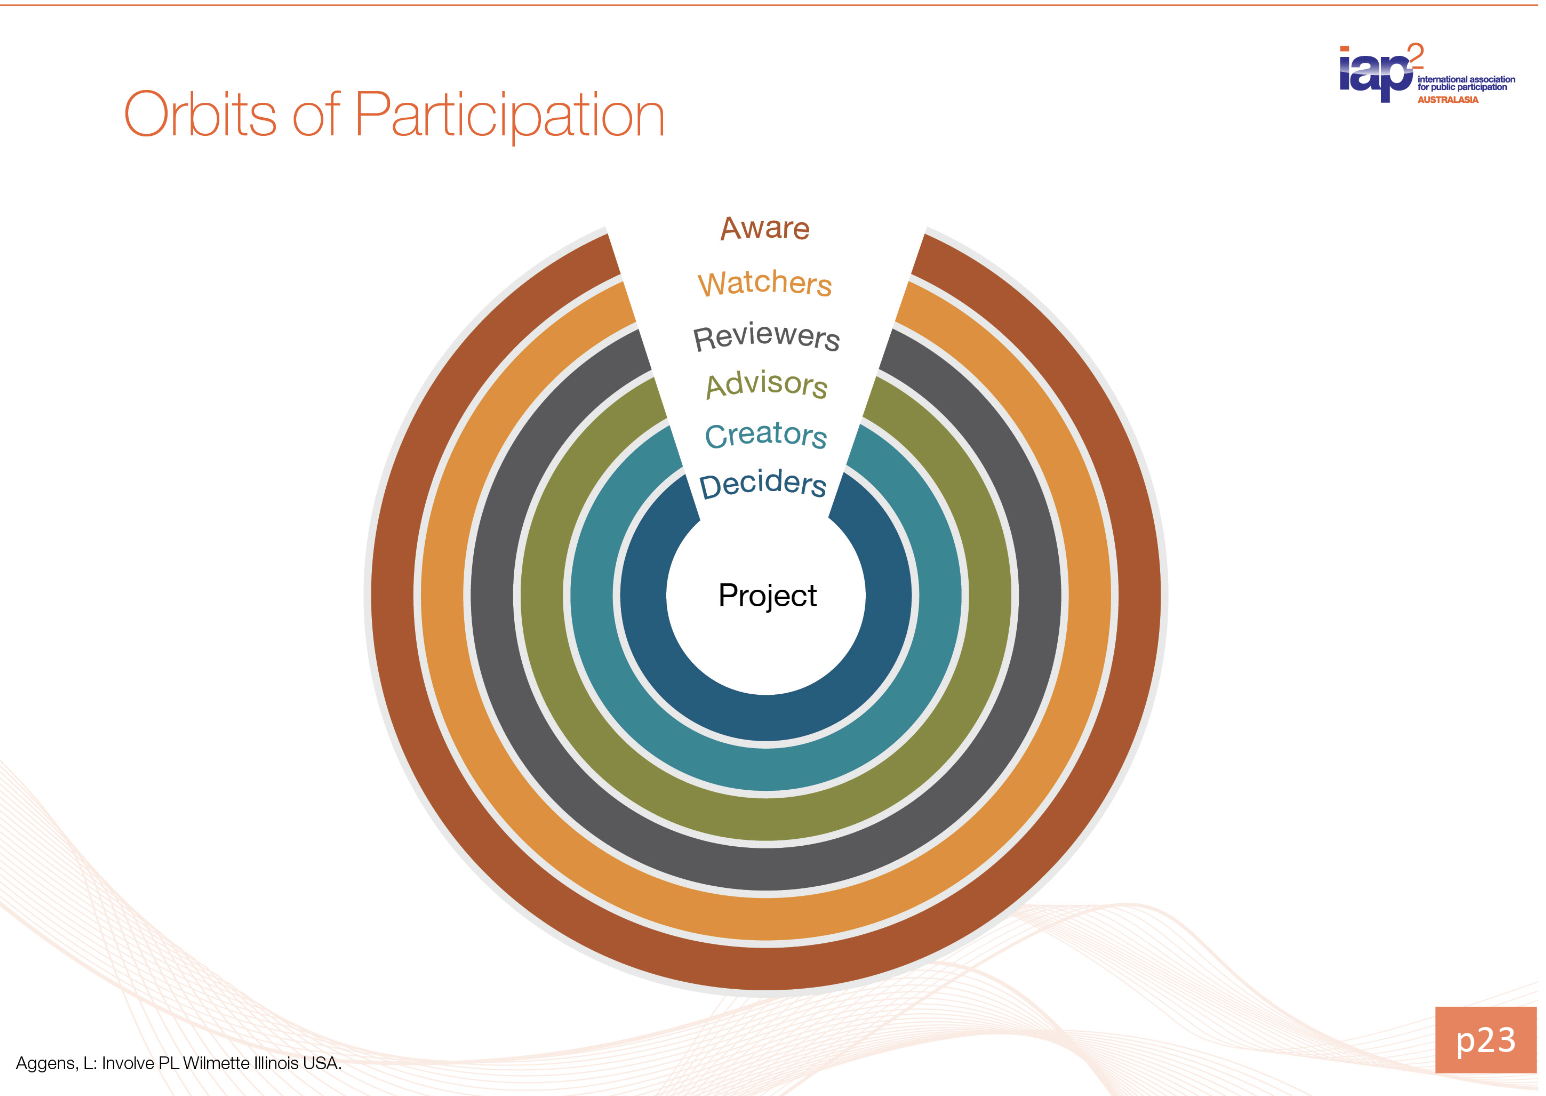 iap2
international association
for public participation
AUSTRALASIA
Orbits of Participation
Aware
Watchers
Reviewers
Advisors
Creators
Deciders
Project
p23
Aggens, L: Involve PL Wilmette Illinois USA.